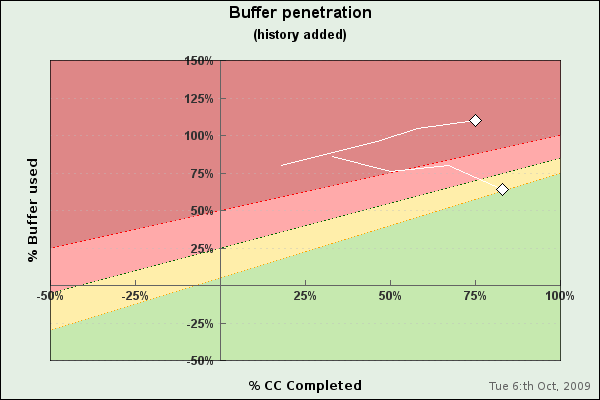 Buffer penetration
(history added)
150%
125%
100%
75%
50%
25%
-25%
-50%
-50% -25% 25% 50% 75% 100%
% Buffer used
% CC Completed
Tue 6:th Oct, 2009